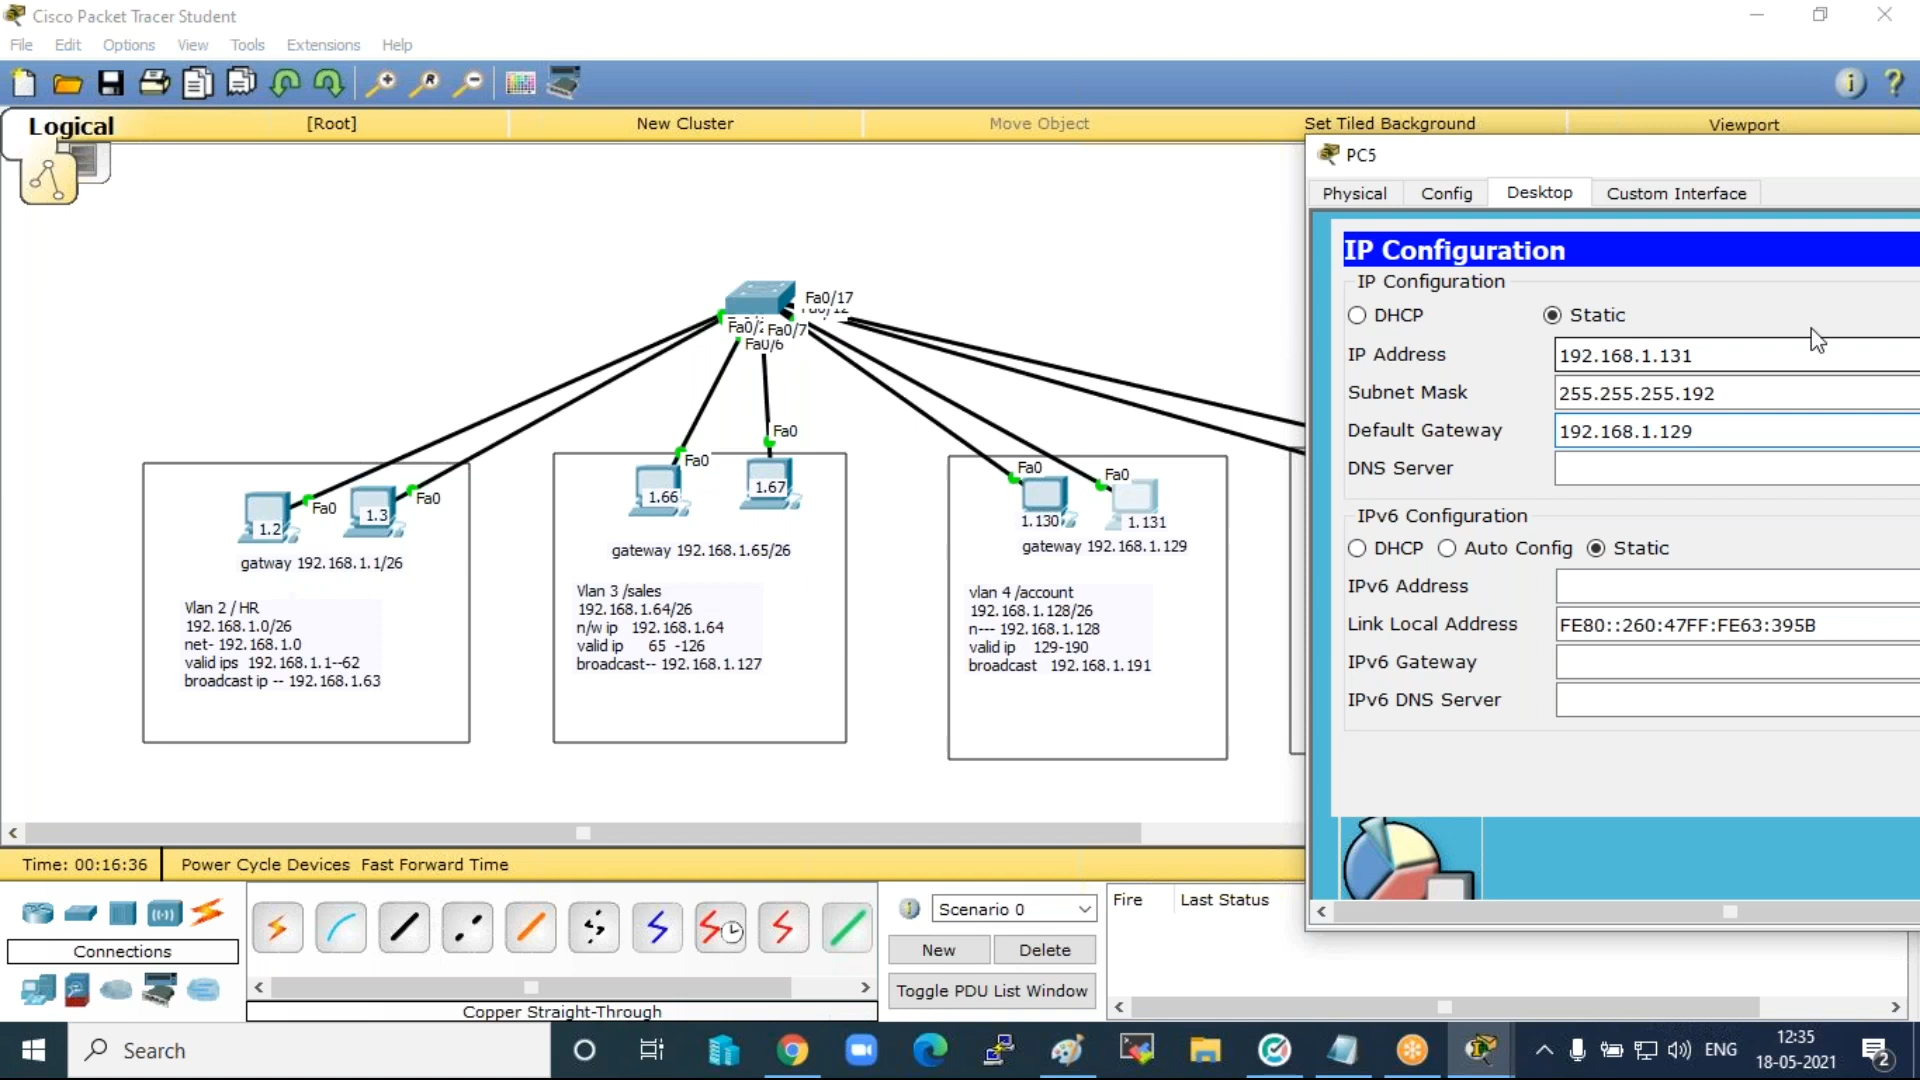 Cisco Packet Tracer Student
File Edit Options View Tools Extensions Help
Logical [Root] New Cluster Move Object Set Tiled Background Viewport
PC5
Physical Config Desktop Custom Interface
IP Configuration
IP Configuration
DHCP Static
IP Address 192.168.1.131
Subnet Mask 255.255.255.192
Default Gateway 192.168.1.129
DNS Server
IPv6 Configuration
DHCP Auto Config Static
IPv6 Address
Link Local Address FE80::260:47FF:FE63:395B
IPv6 Gateway
IPv6 DNS Server
Fa0/17
Fa0/7
Fa0/6
Fa0
Fa0
Fa0
Fa0
Fa0
Fa0
1.2
1.3
gatway 192.168.1.1/26
Vlan 2 / HR
192.168.1.0/26
net- 192.168.1.0
valid ips 192.168.1.1--62
broadcast ip -- 192.168.1.63
1.66
1.67
gateway 192.168.1.65/26
Vlan 3 /sales
192.168.1.64/26
n/w ip 192.168.1.64
valid ip 65 -126
broadcast-- 192.168.1.127
1.130
1.131
gateway 192.168.1.129
vlan 4 /account
192.168.1.128/26
n--- 192.168.1.128
valid ip 129-190
broadcast 192.168.1.191
Time: 00:16:36 Power Cycle Devices Fast Forward Time
Connections
Copper Straight-Through
Scenario 0
New Delete
Toggle PDU List Window
Fire Last Status
Search
ENG
12:35
18-05-2021
2